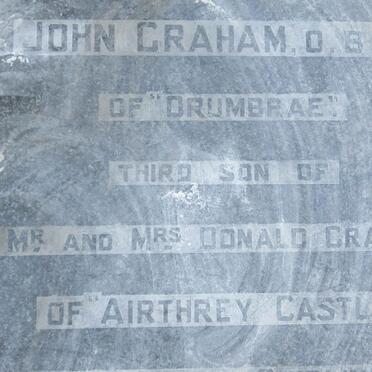 JOHN GRAHAM, O. B
OF "DRUMBRAE",
THIRD SON OF
MR. AND MRS. DONALD GRA
OF "AIRTHREY CASTL